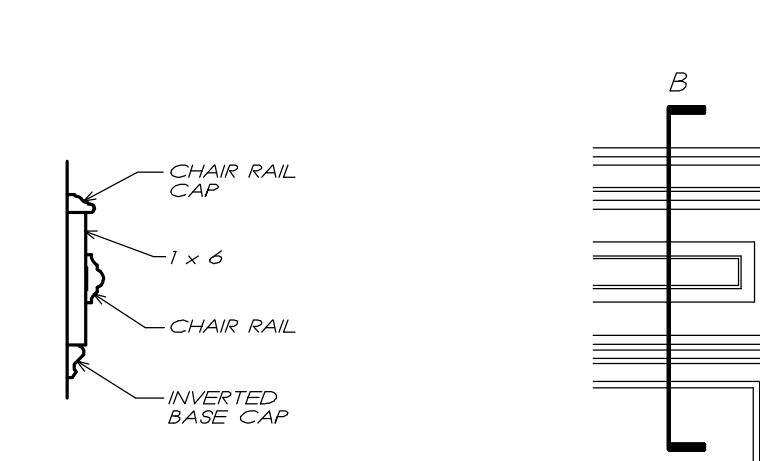 B
CHAIR RAIL
CAP
1 x 6
CHAIR RAIL
INVERTED
BASE CAP